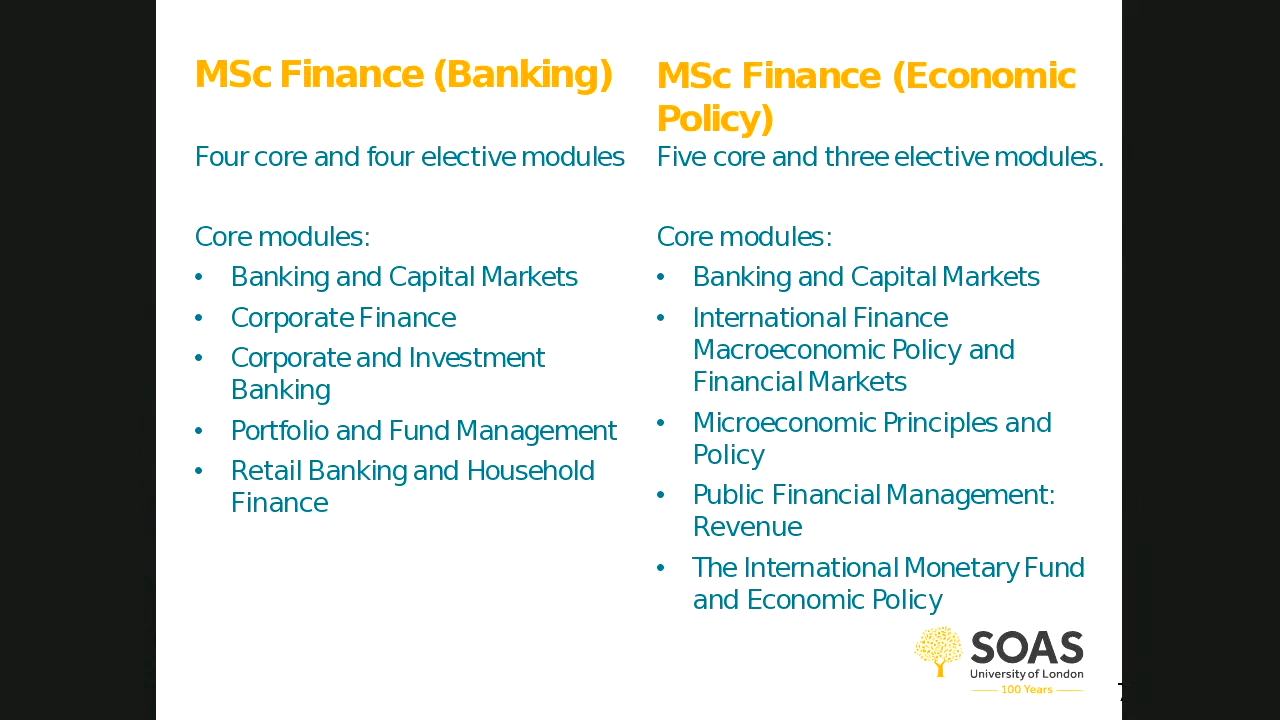 MSc Finance (Banking)
Four core and four elective modules
Core modules:
• Banking and Capital Markets
• Corporate Finance
• Corporate and Investment
Banking
• Portfolio and Fund Management
• Retail Banking and Household
Finance
MSc Finance (Economic
Policy)
Five core and three elective modules.
Core modules:
• Banking and Capital Markets
• International Finance
Macroeconomic Policy and
Financial Markets
• Microeconomic Principles and
Policy
• Public Financial Management:
Revenue
• The International Monetary Fund
and Economic Policy
SOAS
University of London
100 Years